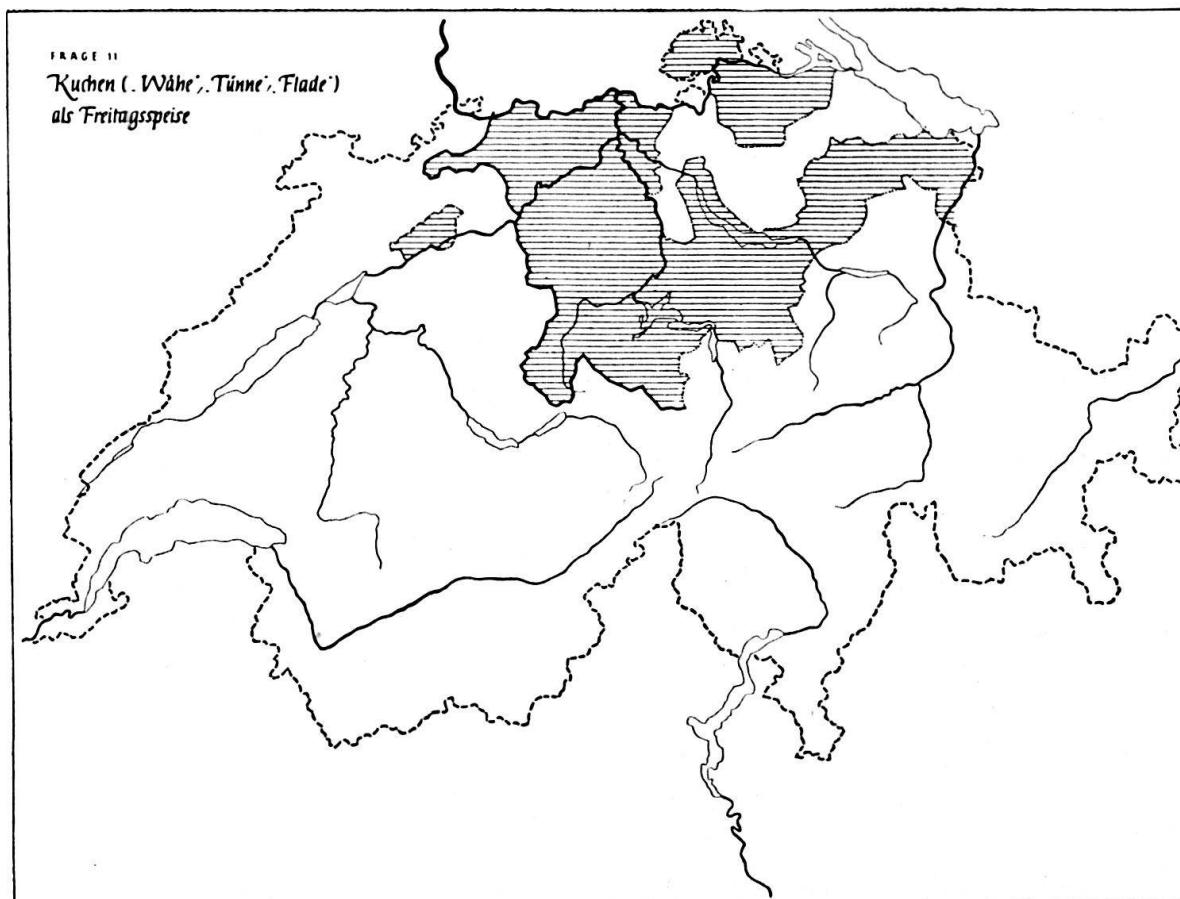 FRAGE 11
Kuchen („Wähe“, „Tünne“, „Flade“)
als Freitagsspeise